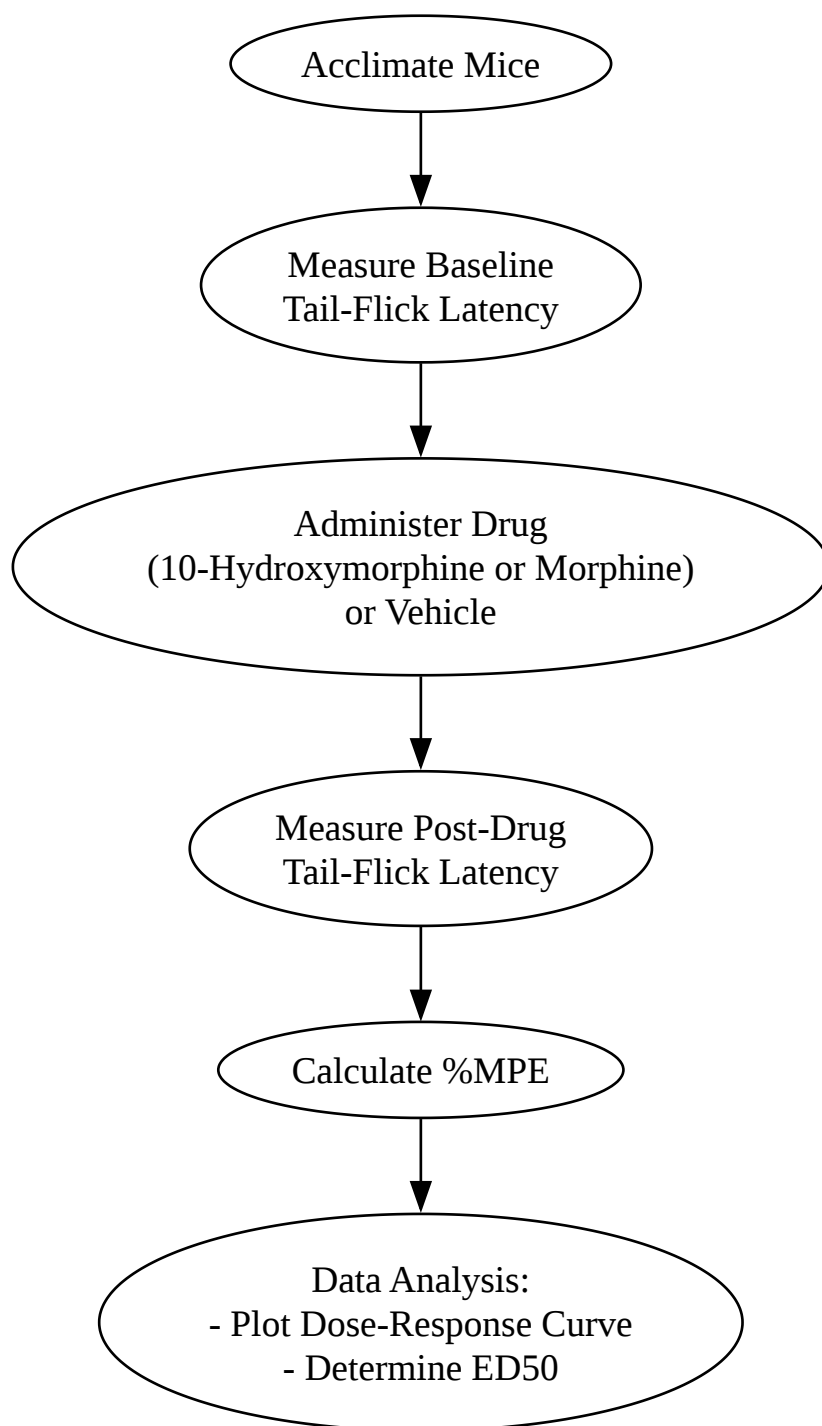 Acclimate Mice
Measure Baseline
Tail-Flick Latency
Administer Drug
(10-Hydroxymorphine or Morphine)
or Vehicle
Measure Post-Drug
Tail-Flick Latency
Calculate %MPE
Data Analysis:
- Plot Dose-Response Curve
- Determine ED50